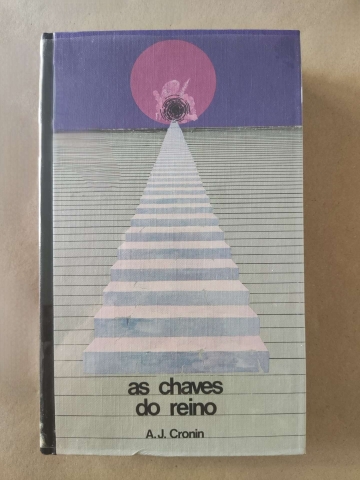 as chaves
do reino
A.J. Cronin